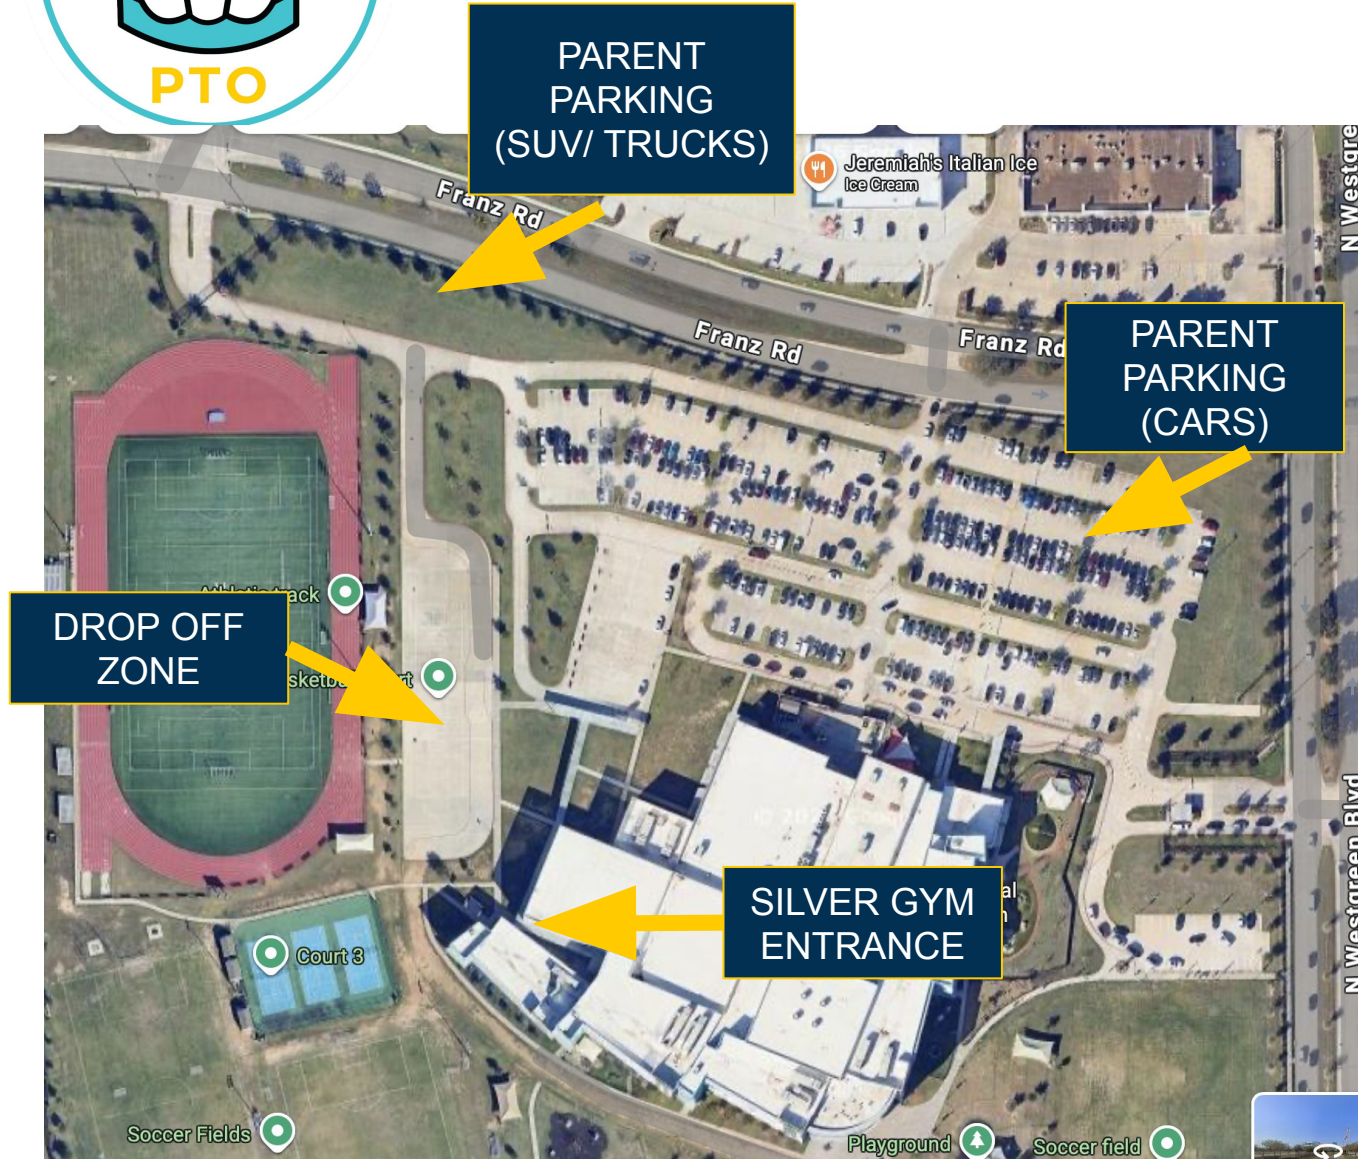 PTO
PARENT
PARKING
(SUV/ TRUCKS)
Jeremiah's Italian Ice
Ice Cream
Franz Rd
Franz Rd
Franz Rd
PARENT
PARKING
(CARS)
DROP OFF
ZONE
Court 3
SILVER GYM
ENTRANCE
N Westgreen Blvd
Soccer Fields
Playground
Soccer field